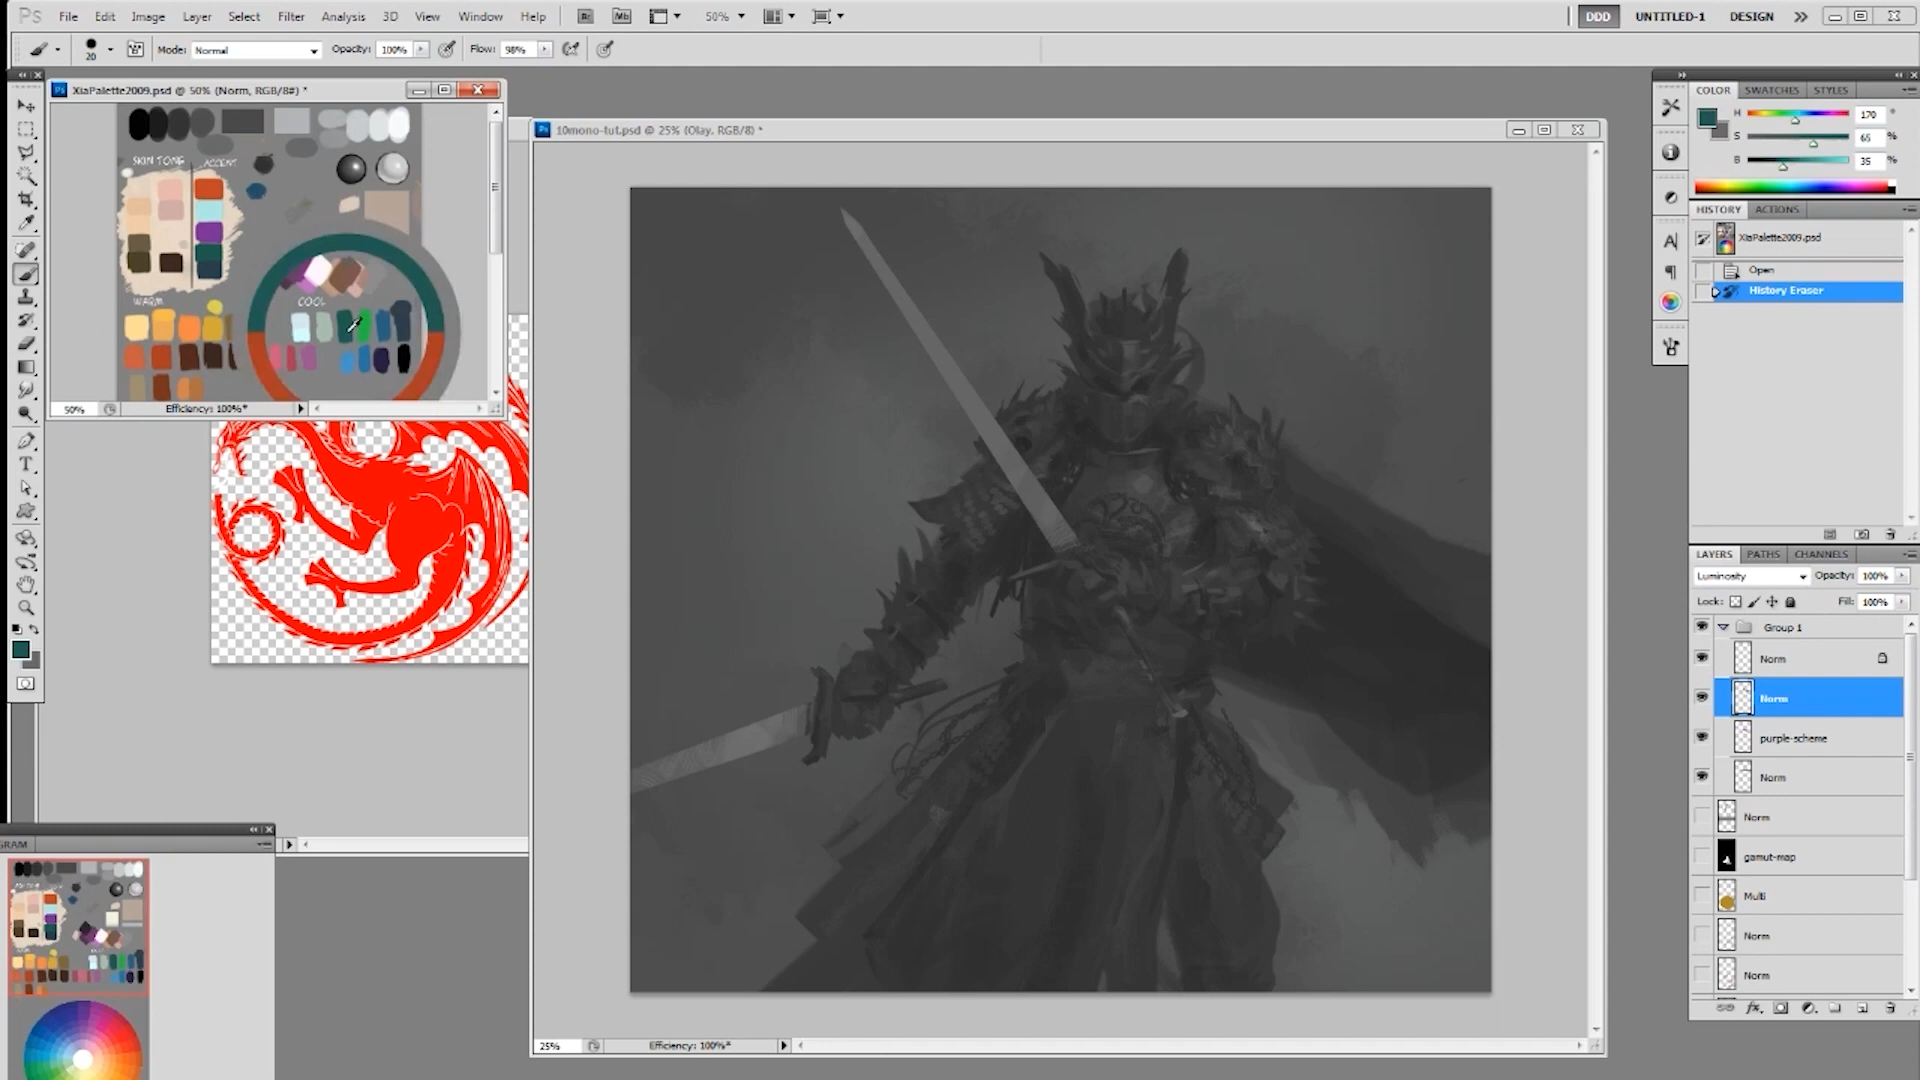 Ps File Edit Image Layer Select Filter Analysis 3D View Window Help Br Mb 50% DDD UNTITLED-1 DESIGN
20 Mode: Normal Opacity: 100% Flow: 98%
XiaPalette2009.psd @ 50% (Norm, RGB/8#) *
SKIN TONE ACCENT
WARM COOL
50% Efficiency: 100%*
10mono-tut.psd @ 25% (Olay, RGB/8) *
25% Efficiency: 100%*
GRAM
COLOR SWATCHES STYLES
H 170 °
S 65 %
B 35 %
HISTORY ACTIONS
XiaPalette2009.psd
Open
History Eraser
LAYERS PATHS CHANNELS
Luminosity Opacity: 100%
Lock: Fill: 100%
Group 1
Norm
Norm
purple-scheme
Norm
Norm
gamut-map
Multi
Norm
Norm